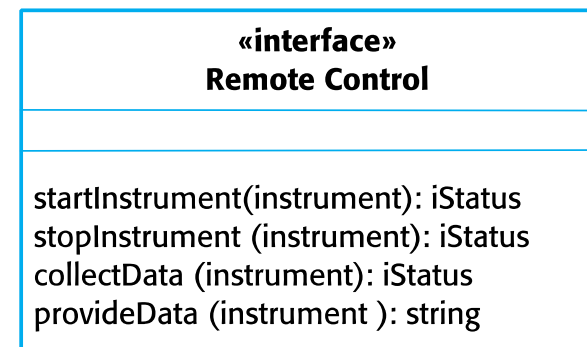 «interface»
Remote Control
startInstrument(instrument): iStatus
stopInstrument (instrument): iStatus
collectData (instrument): iStatus
provideData (instrument ): string